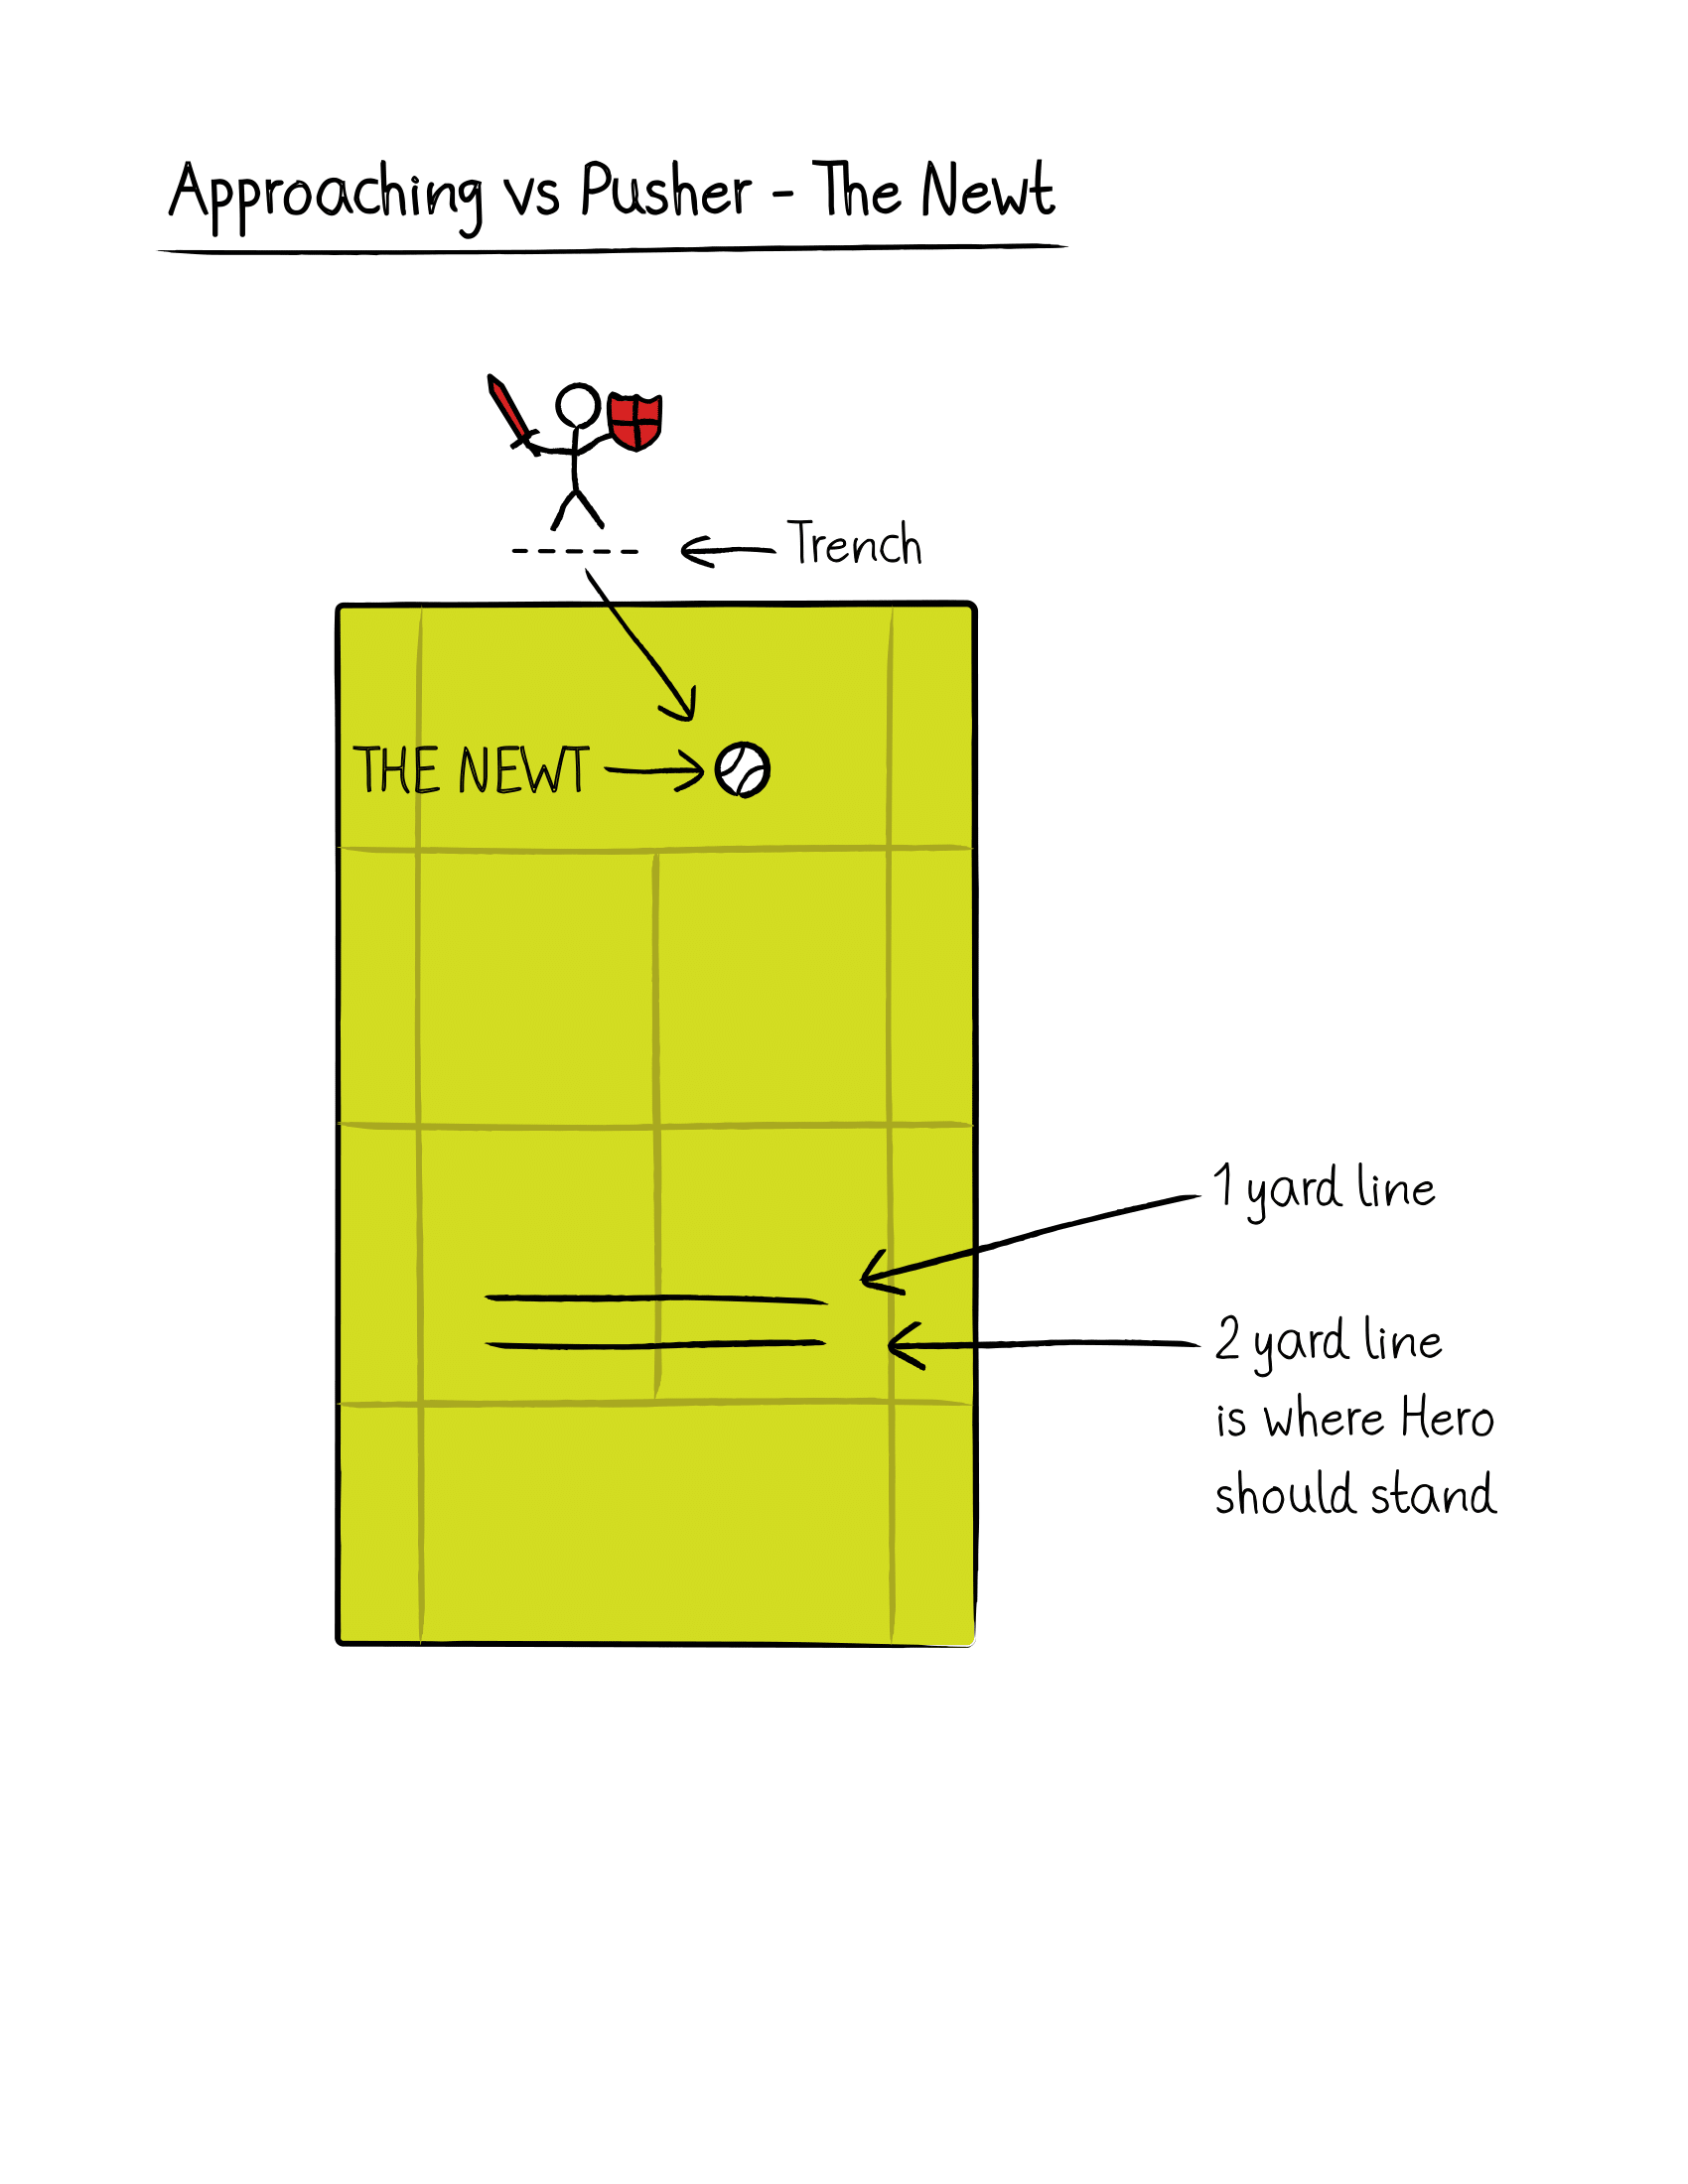 Approaching vs Pusher - The Newt
Trench
THE NEWT
1 yard line
2 yard line
is where Hero
should stand